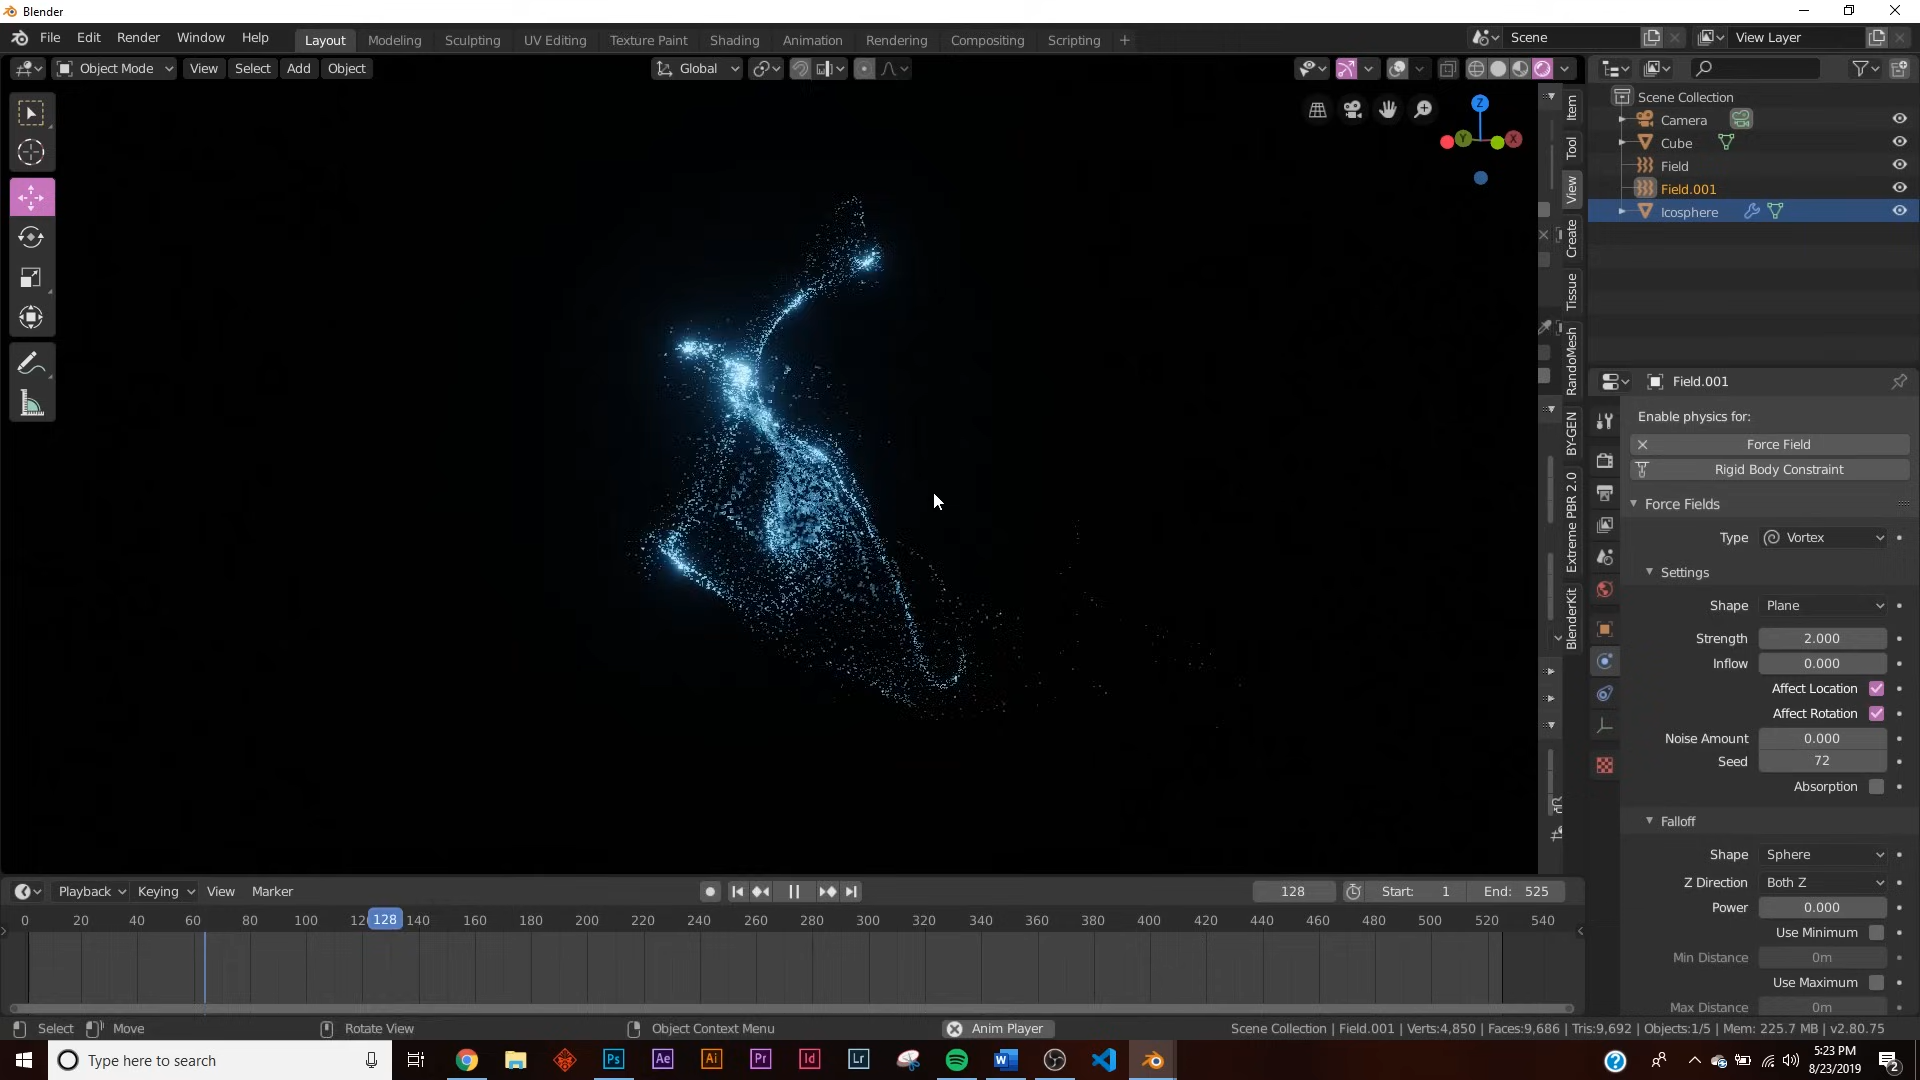 Blender
File Edit Render Window Help Layout Modeling Sculpting UV Editing Texture Paint Shading Animation Rendering Compositing Scripting + Scene View Layer
Object Mode View Select Add Object Global
Z
Y X
Item
Tool
View
Create
Tissue
RandoMesh
BY-GEN
Extreme PBR 2.0
BlenderKit
Scene Collection
Camera
Cube
Field
Field.001
Icosphere
Field.001
Enable physics for:
Force Field
Rigid Body Constraint
Force Fields
Type Vortex
Settings
Shape Plane
Strength 2.000
Inflow 0.000
Affect Location
Affect Rotation
Noise Amount 0.000
Seed 72
Absorption
Falloff
Shape Sphere
Z Direction Both Z
Power 0.000
Use Minimum
Min Distance 0m
Use Maximum
Max Distance 0m
Playback Keying View Marker 128 Start: 1 End: 525
0 20 40 60 80 100 12 128 140 160 180 200 220 240 260 280 300 320 340 360 380 400 420 440 460 480 500 520 540
Select Move Rotate View Object Context Menu Anim Player Scene Collection | Field.001 | Verts:4,850 | Faces:9,686 | Tris:9,692 | Objects:1/5 | Mem: 225.7 MB | v2.80.75
Type here to search Ps Ae Ai Pr Id Lr
5:23 PM
8/23/2019
2